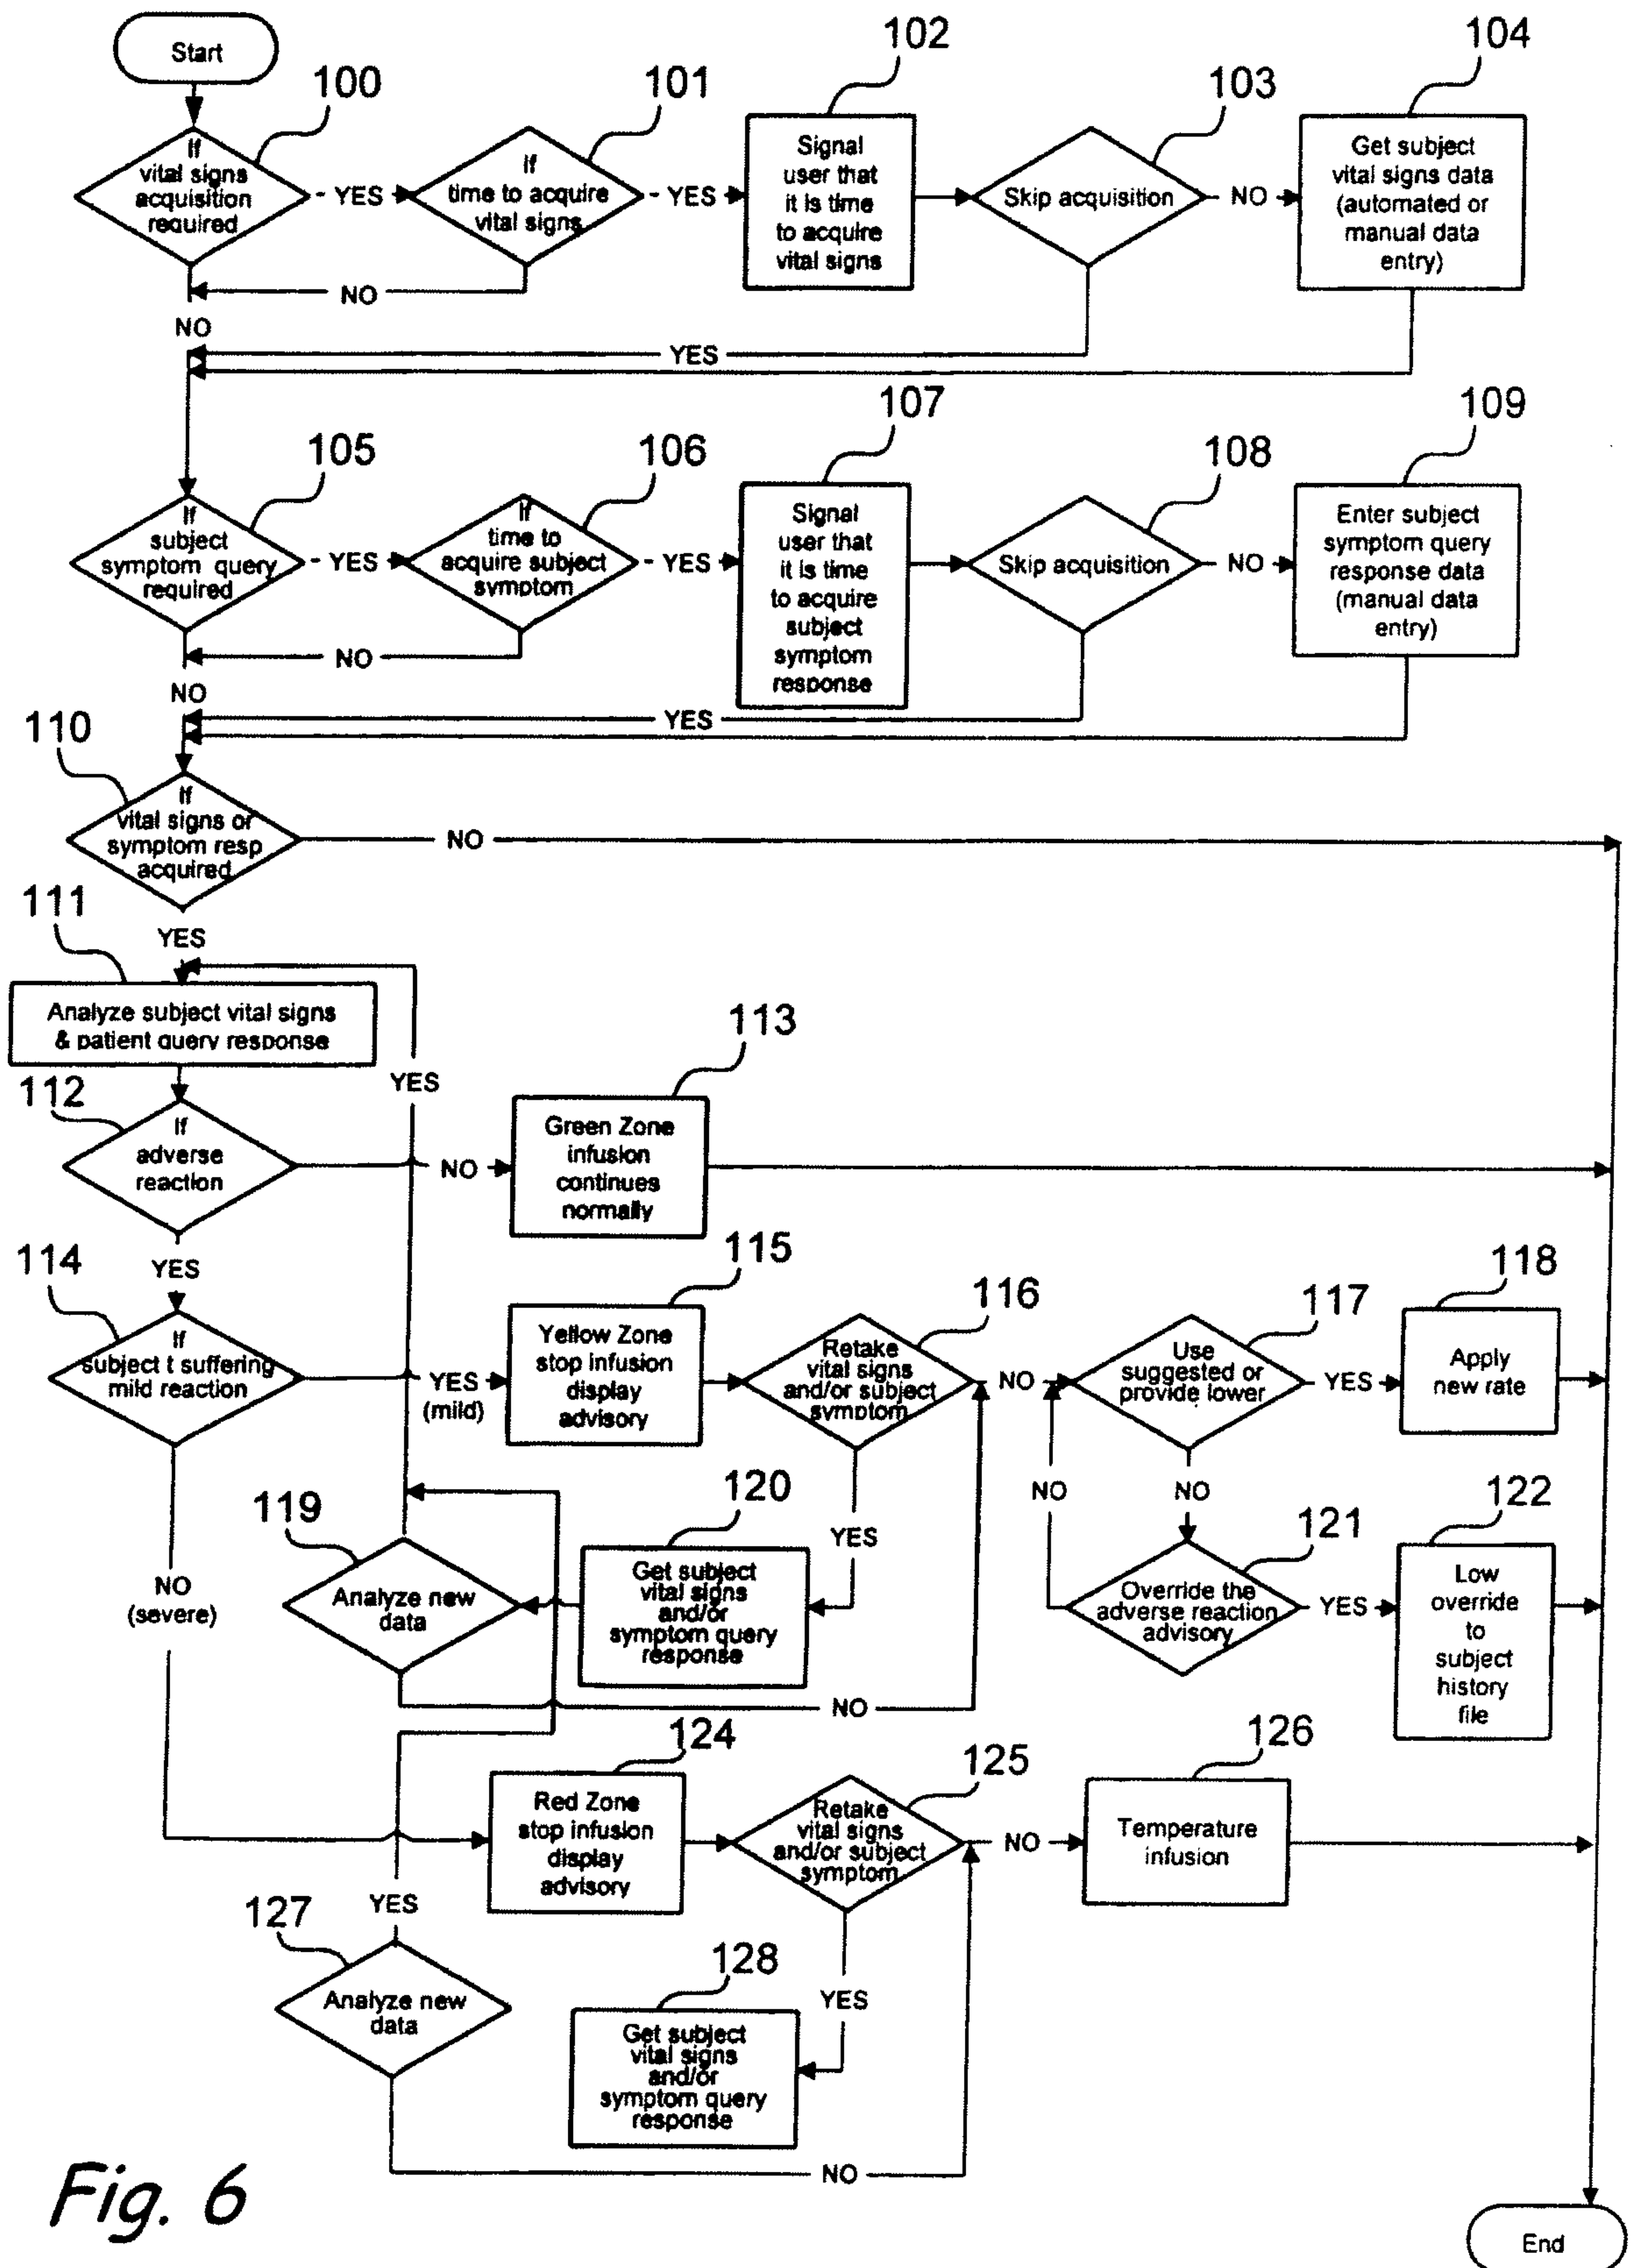 Start
100
101
102
103
104
If
vital signs
acquisition
required
YES
If
time to acquire
vital signs
YES
Signal
user that
it is time
to acquire
vital signs
Skip acquisition
NO
Get subject
vital signs data
(automated or
manual data
entry)
NO
NO
YES
105
106
107
108
109
If
subject
symptom query
required
YES
If
time to
acquire subject
symptom
YES
Signal
user that
it is time
to acquire
subject
symptom
response
Skip acquisition
NO
Enter subject
symptom query
response data
(manual data
entry)
NO
NO
YES
110
If
vital signs or
symptom resp
acquired
NO
YES
111
Analyze subject vital signs
& patient query response
YES
112
If
adverse
reaction
NO
113
Green Zone
infusion
continues
normally
YES
114
If
subject t suffering
mild reaction
YES
(mild)
115
Yellow Zone
stop infusion
display
advisory
116
Retake
vital signs
and/or subject
symptom
NO
117
Use
suggested or
provide lower
YES
118
Apply
new rate
NO
(severe)
119
Analyze new
data
120
Get subject
vital signs
and/or
symptom query
response
YES
NO
NO
NO
121
Override the
adverse reaction
advisory
YES
122
Low
override
to
subject
history
file
124
Red Zone
stop infusion
display
advisory
125
Retake
vital signs
and/or subject
symptom
NO
126
Temperature
infusion
YES
127
Analyze new
data
128
Get subject
vital signs
and/or
symptom query
response
YES
NO
Fig. 6
End